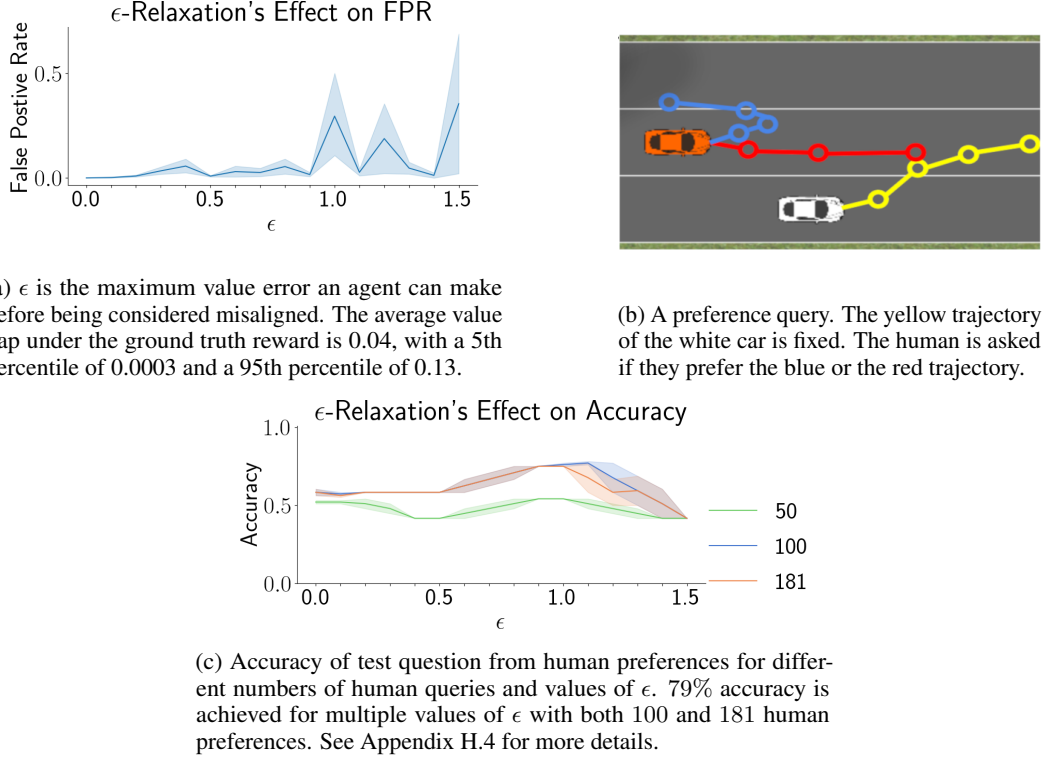 ϵ-Relaxation's Effect on FPR
False Postive Rate
0.5
0.0
0.0 0.5 1.0 1.5
ϵ
) ϵ is the maximum value error an agent can make
efore being considered misaligned. The average value
ap under the ground truth reward is 0.04, with a 5th
ercentile of 0.0003 and a 95th percentile of 0.13.
(b) A preference query. The yellow trajectory
of the white car is fixed. The human is asked
if they prefer the blue or the red trajectory.
ϵ-Relaxation's Effect on Accuracy
Accuracy
1.0
0.5
0.0
0.0 0.5 1.0 1.5
ϵ
50
100
181
(c) Accuracy of test question from human preferences for differ-
ent numbers of human queries and values of ϵ. 79% accuracy is
achieved for multiple values of ϵ with both 100 and 181 human
preferences. See Appendix H.4 for more details.